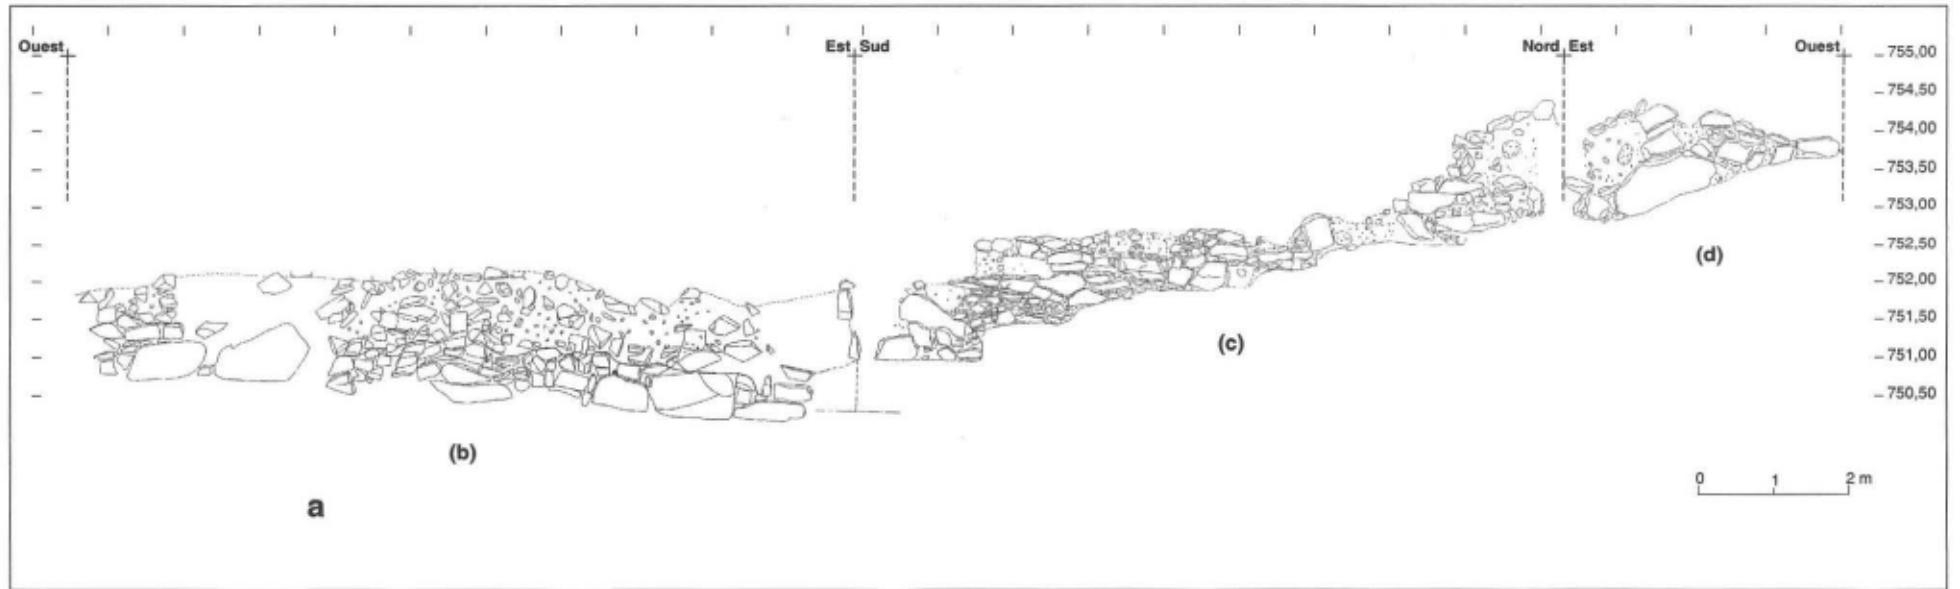 Ouest
Est Sud
Nord Est
Ouest
755,00
754,50
754,00
753,50
753,00
752,50
752,00
751,50
751,00
750,50
(d)
(c)
(b)
a
0 1 2 m